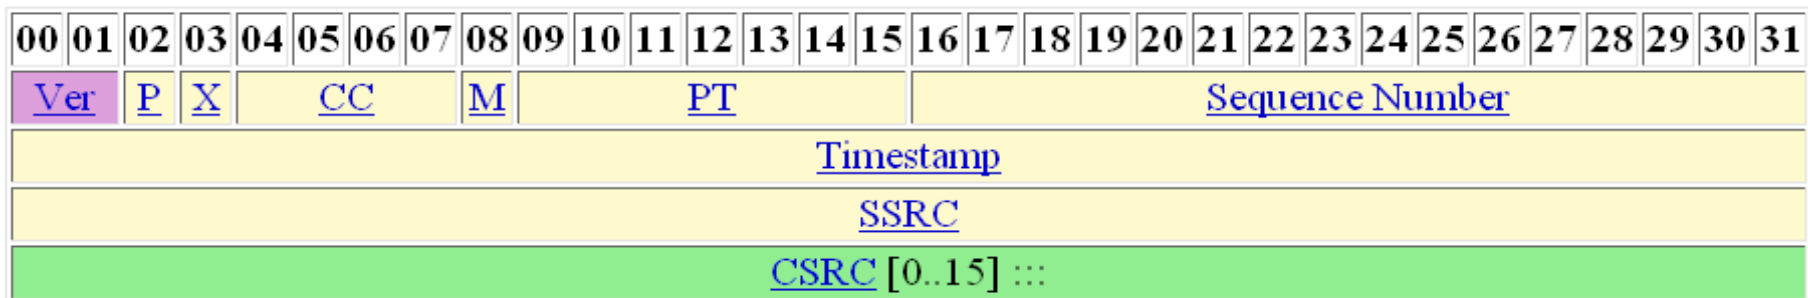 00 01 02 03 04 05 06 07 08 09 10 11 12 13 14 15 16 17 18 19 20 21 22 23 24 25 26 27 28 29 30 31
Ver P X CC M PT Sequence Number
Timestamp
SSRC
CSRC [0..15] :::